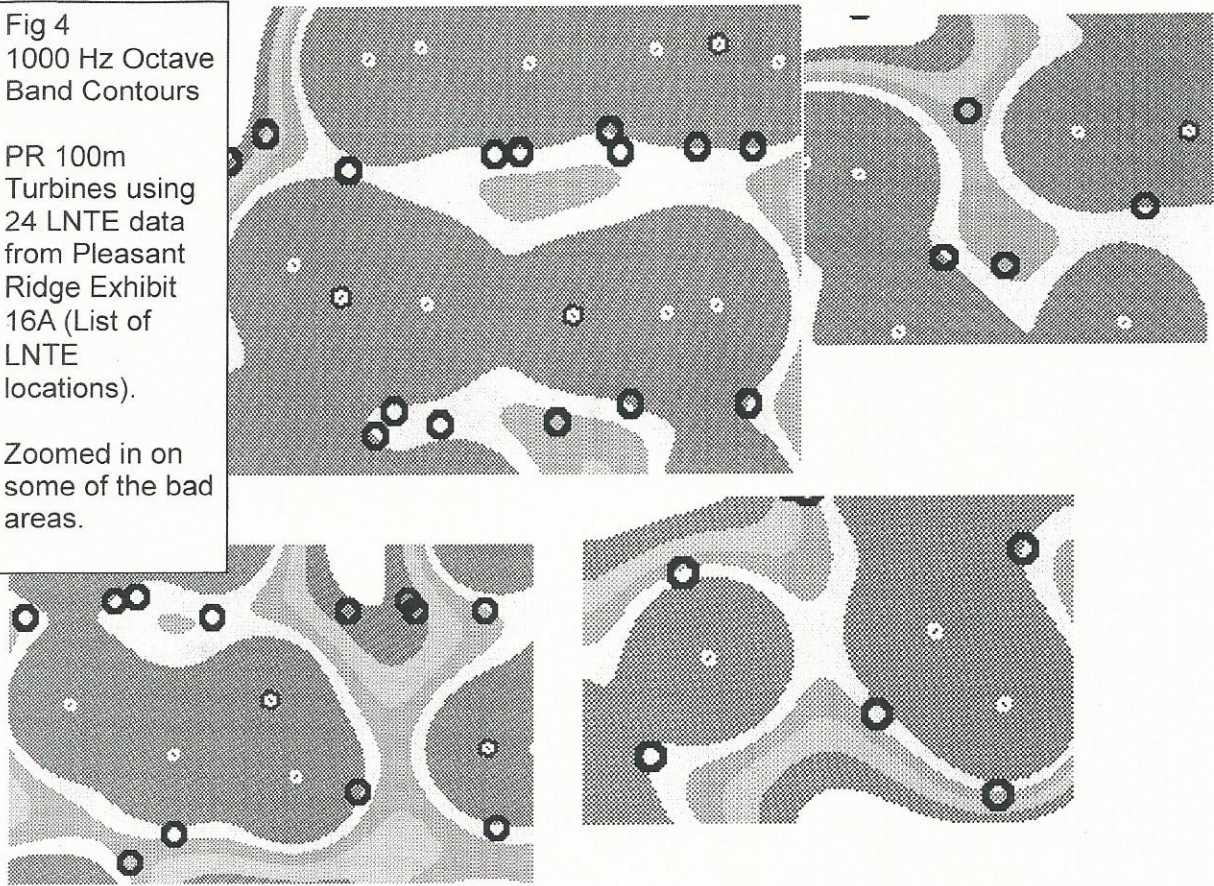 Fig 4
1000 Hz Octave
Band Contours
PR 100m
Turbines using
24 LNTE data
from Pleasant
Ridge Exhibit
16A (List of
LNTE
locations).
Zoomed in on
some of the bad
areas.